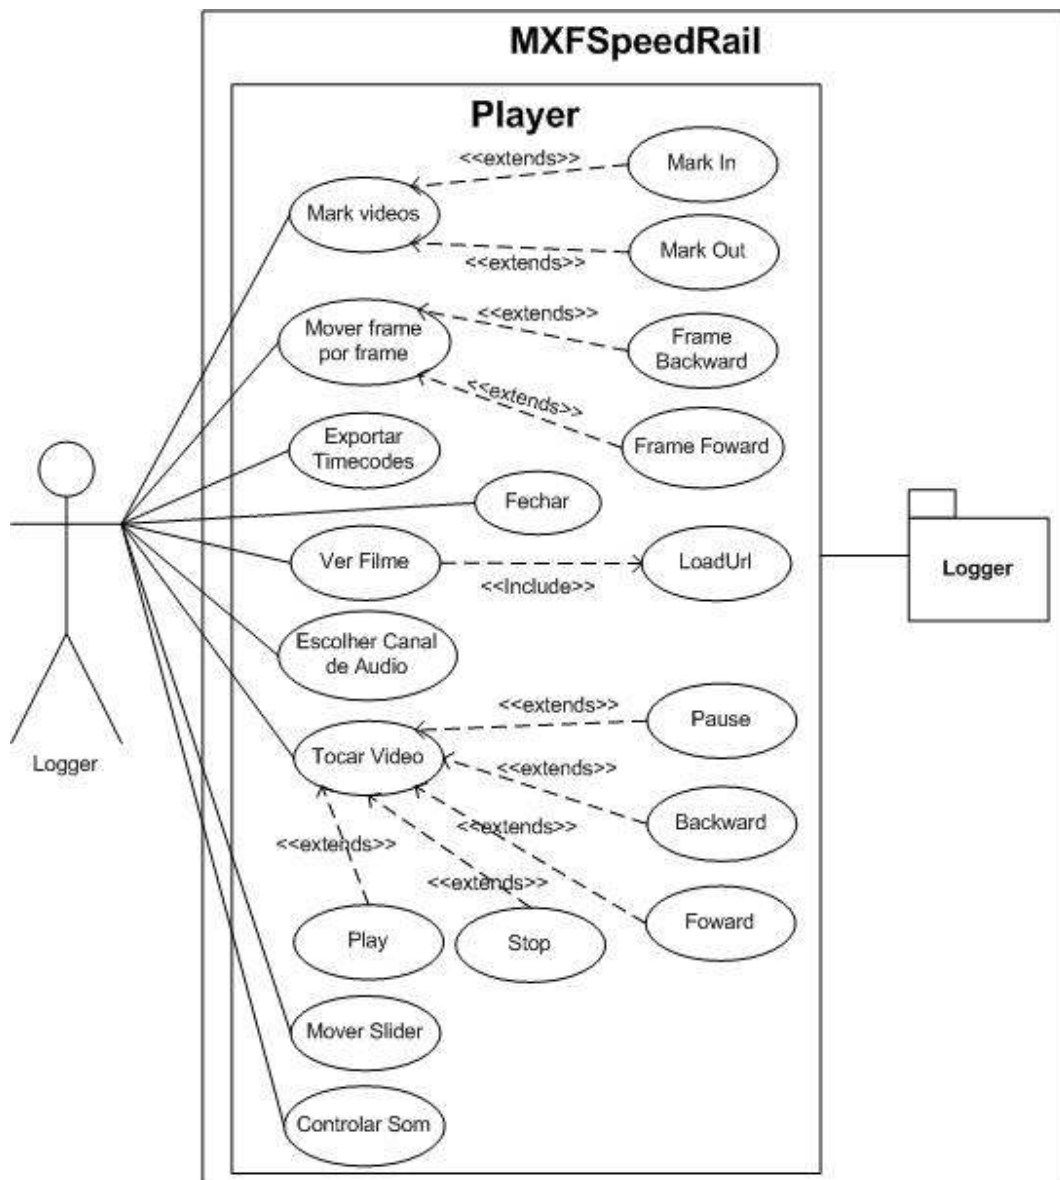 MXFSpeedRail
Player
<<extends>>
Mark In
Mark videos
Mark Out
<<extends>>
<<extends>>
Mover frame
por frame
Frame
Backward
<<extends>>
Exportar
Timecodes
Frame Foward
Fechar
Ver Filme
<<Include>>
LoadUrl
Logger
Escolher Canal
de Audio
<<extends>>
Pause
Tocar Video
Logger
<<extends>>
Backward
<<extends>>
<<extends>>
<<extends>>
Play
Stop
Foward
Mover Slider
Controlar Som